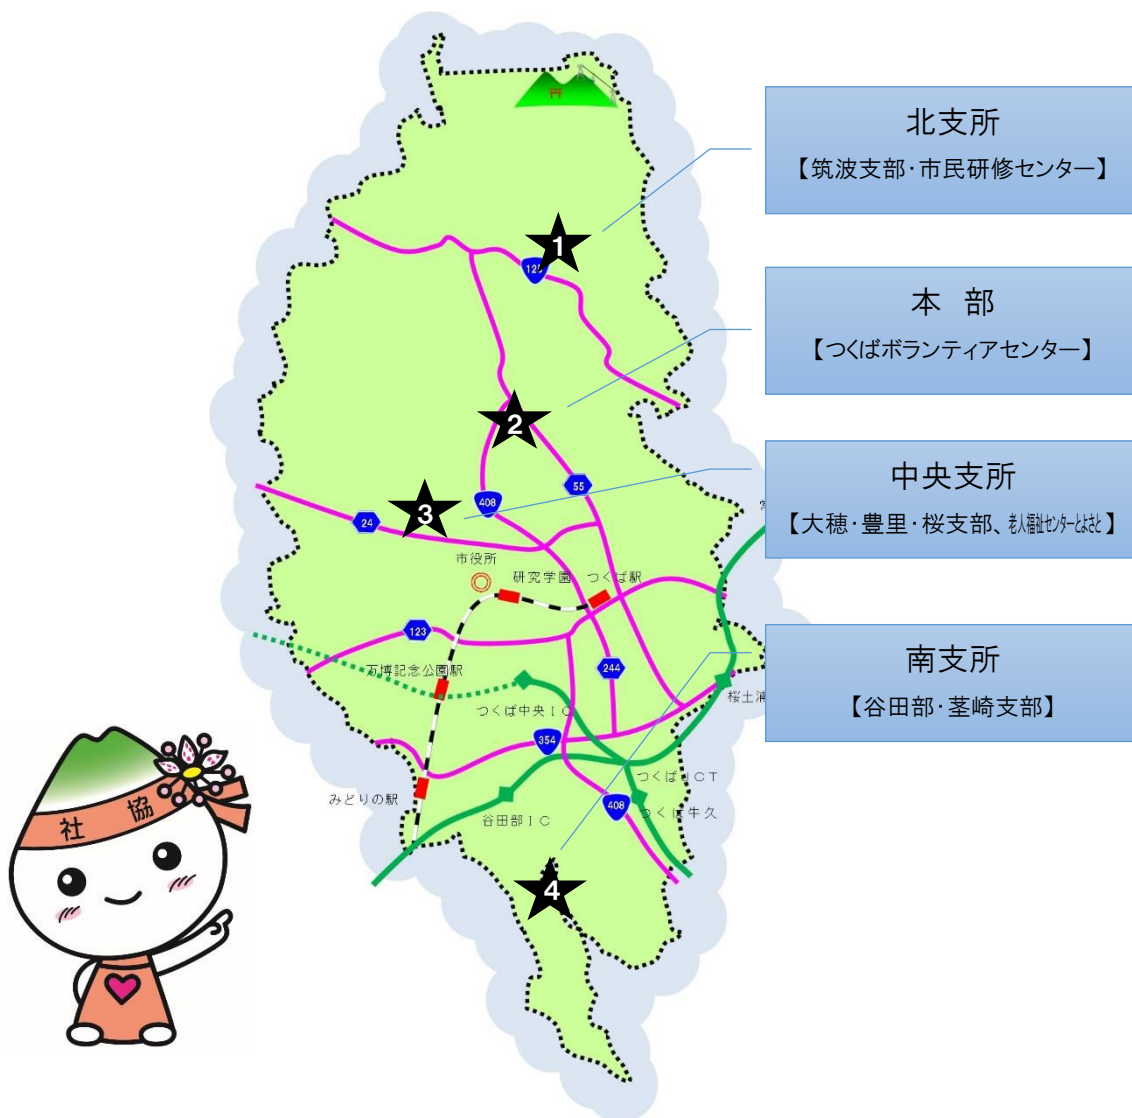 北支所
【筑波支部・市民研修センター】
本 部
【つくばボランティアセンター】
中央支所
【大穂・豊里・桜支部、老人福祉センターとよさと】
南支所
【谷田部・茎崎支部】
1
125
2
408
55
3
24
市役所
研究学園
つくば駅
123
万博記念公園駅
244
つくば中央IC
桜土浦
354
つくばJCT
みどりの駅
谷田部IC
408
つくば牛久
4
社協